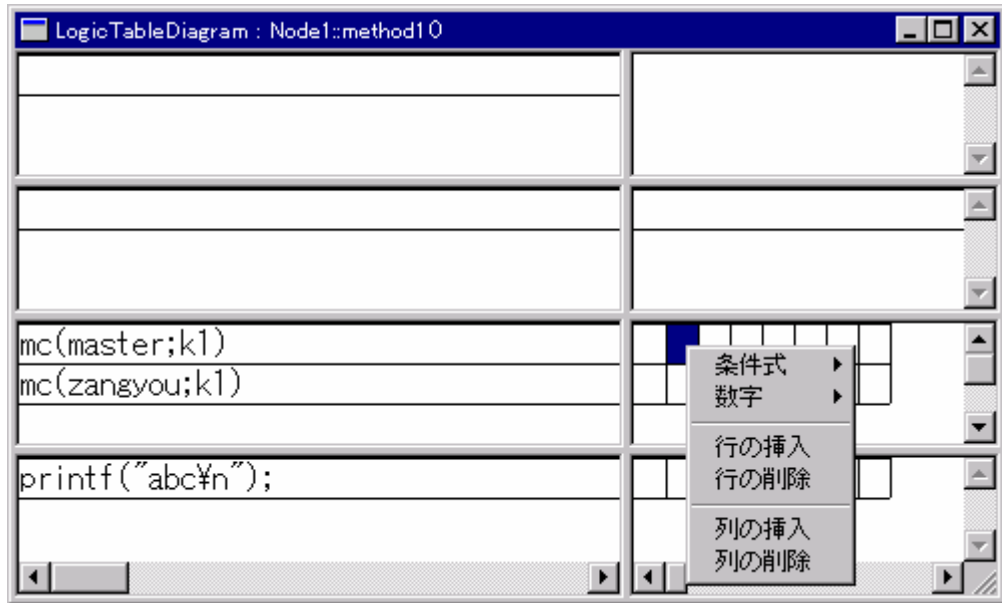 LogicTableDiagram : Node1::method1()
mc(master;k1)
mc(zangyou;k1)
printf("abc¥n");
条件式
数字
行の挿入
行の削除
列の挿入
列の削除